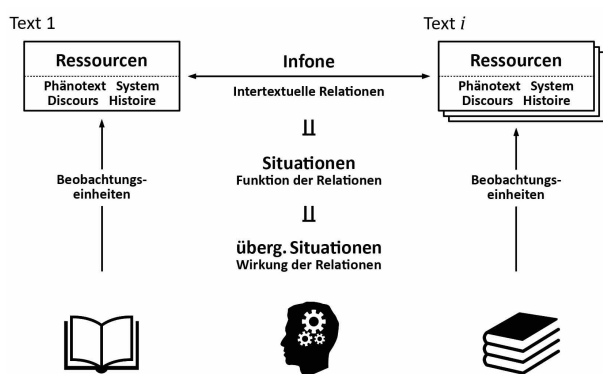 Text 1
Text i
Ressourcen
Phänotext System
Discours Histoire
Infone
Intertextuelle Relationen
Ressourcen
Phänotext System
Discours Histoire
Situationen
Funktion der Relationen
Beobachtungs-
einheiten
Beobachtungs-
einheiten
überg. Situationen
Wirkung der Relationen